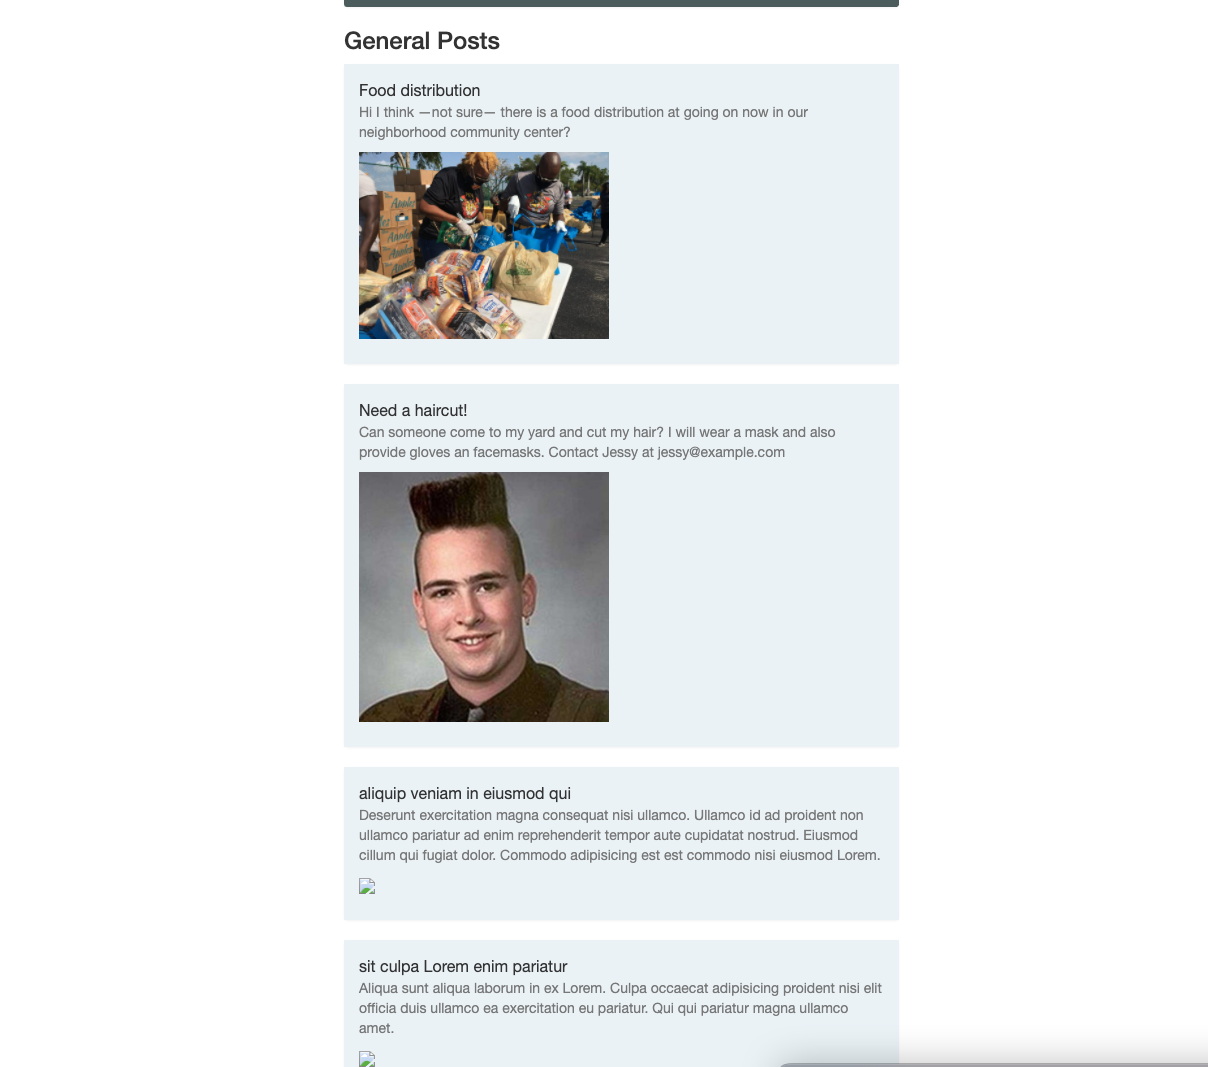 General Posts
Food distribution
Hi I think —not sure— there is a food distribution at going on now in our
neighborhood community center?
Apples
Apples
Apples
Apples
Need a haircut!
Can someone come to my yard and cut my hair? I will wear a mask and also
provide gloves an facemasks. Contact Jessy at jessy@example.com
aliquip veniam in eiusmod qui
Deserunt exercitation magna consequat nisi ullamco. Ullamco id ad proident non
ullamco pariatur ad enim reprehenderit tempor aute cupidatat nostrud. Eiusmod
cillum qui fugiat dolor. Commodo adipisicing est est commodo nisi eiusmod Lorem.
sit culpa Lorem enim pariatur
Aliqua sunt aliqua laborum in ex Lorem. Culpa occaecat adipisicing proident nisi elit
officia duis ullamco ea exercitation eu pariatur. Qui qui pariatur magna ullamco
amet.